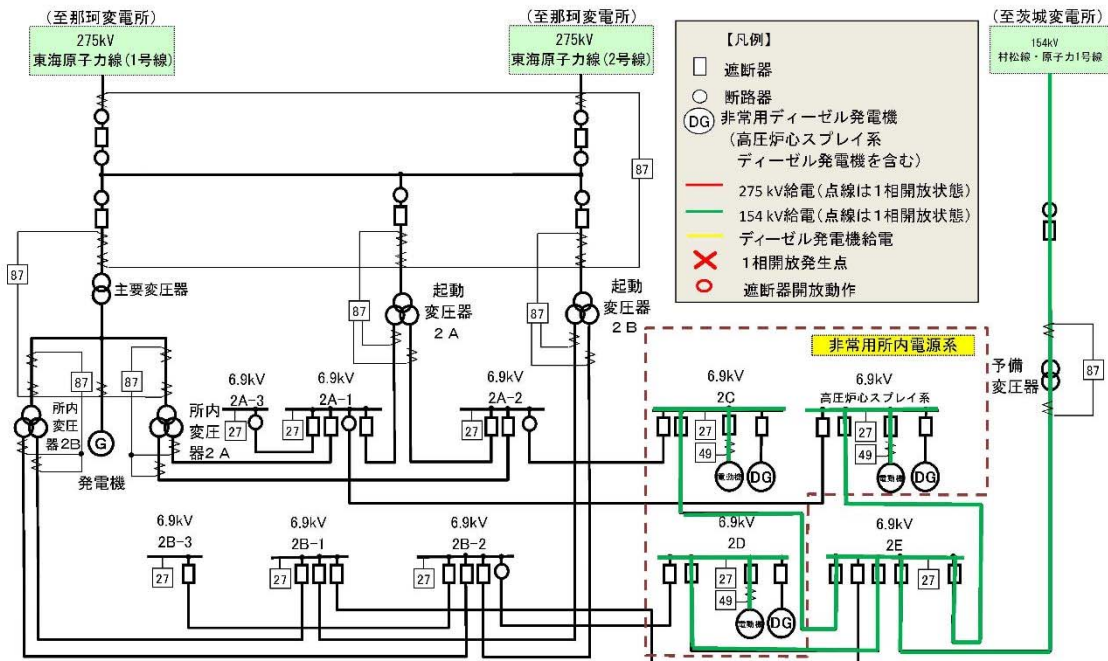 (至那珂変電所)
275kV
東海原子力線(1号線)
(至那珂変電所)
275kV
東海原子力線(2号線)
【凡例】
遮断器
断路器
DG 非常用ディーゼル発電機
(高圧炉心スプレイ系
ディーゼル発電機を含む)
275 kV給電(点線は1相開放状態)
154 kV給電(点線は1相開放状態)
ディーゼル発電機給電
1相開放発生点
遮断器開放動作
(至茨城変電所)
154kV
村松線・原子力1号線
87
87
主要変圧器
87
起動
変圧器
2A
87
起動
変圧器
2B
非常用所内電源系
予備
変圧器
87
87
87
所内
変圧
器2B
G
発電機
所内
変圧
器2A
6.9kV
2A-3
27
6.9kV
2A-1
27
6.9kV
2A-2
27
6.9kV
2C
27
49
電動機
DG
6.9kV
高圧炉心スプレイ系
27
49
電動機
DG
6.9kV
2B-3
27
6.9kV
2B-1
27
6.9kV
2B-2
27
6.9kV
2D
27
49
電動機
DG
6.9kV
2E
27